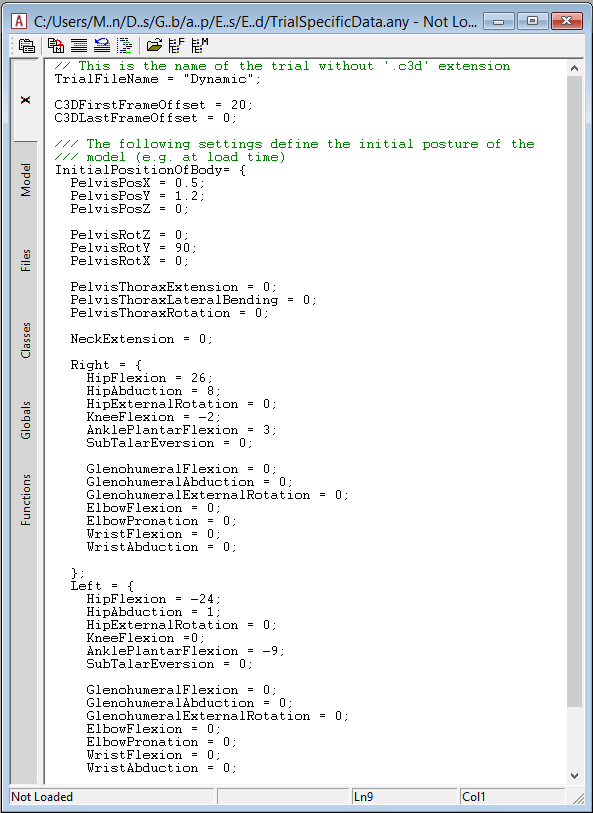 C:/Users/M..n/D..s/G..b/a..p/E..s/E..d/TrialSpecificData.any - Not Lo...
F M
X
Model
Files
Classes
Globals
Functions
// This is the name of the trial without '.c3d' extension
TrialFileName = "Dynamic";
C3DFirstFrameOffset = 20;
C3DLastFrameOffset = 0;
/// The following settings define the initial posture of the
/// model (e.g. at load time)
InitialPositionOfBody= {
PelvisPosX = 0.5;
PelvisPosY = 1.2;
PelvisPosZ = 0;
PelvisRotZ = 0;
PelvisRotY = 90;
PelvisRotX = 0;
PelvisThoraxExtension = 0;
PelvisThoraxLateralBending = 0;
PelvisThoraxRotation = 0;
NeckExtension = 0;
Right = {
HipFlexion = 26;
HipAbduction = 8;
HipExternalRotation = 0;
KneeFlexion = -2;
AnklePlantarFlexion = 3;
SubTalarEversion = 0;
GlenohumeralFlexion = 0;
GlenohumeralAbduction = 0;
GlenohumeralExternalRotation = 0;
ElbowFlexion = 0;
ElbowPronation = 0;
WristFlexion = 0;
WristAbduction = 0;
};
Left = {
HipFlexion = -24;
HipAbduction = 1;
HipExternalRotation = 0;
KneeFlexion =0;
AnklePlantarFlexion = -9;
SubTalarEversion = 0;
GlenohumeralFlexion = 0;
GlenohumeralAbduction = 0;
GlenohumeralExternalRotation = 0;
ElbowFlexion = 0;
ElbowPronation = 0;
WristFlexion = 0;
WristAbduction = 0;
Not Loaded
Ln9
Col1